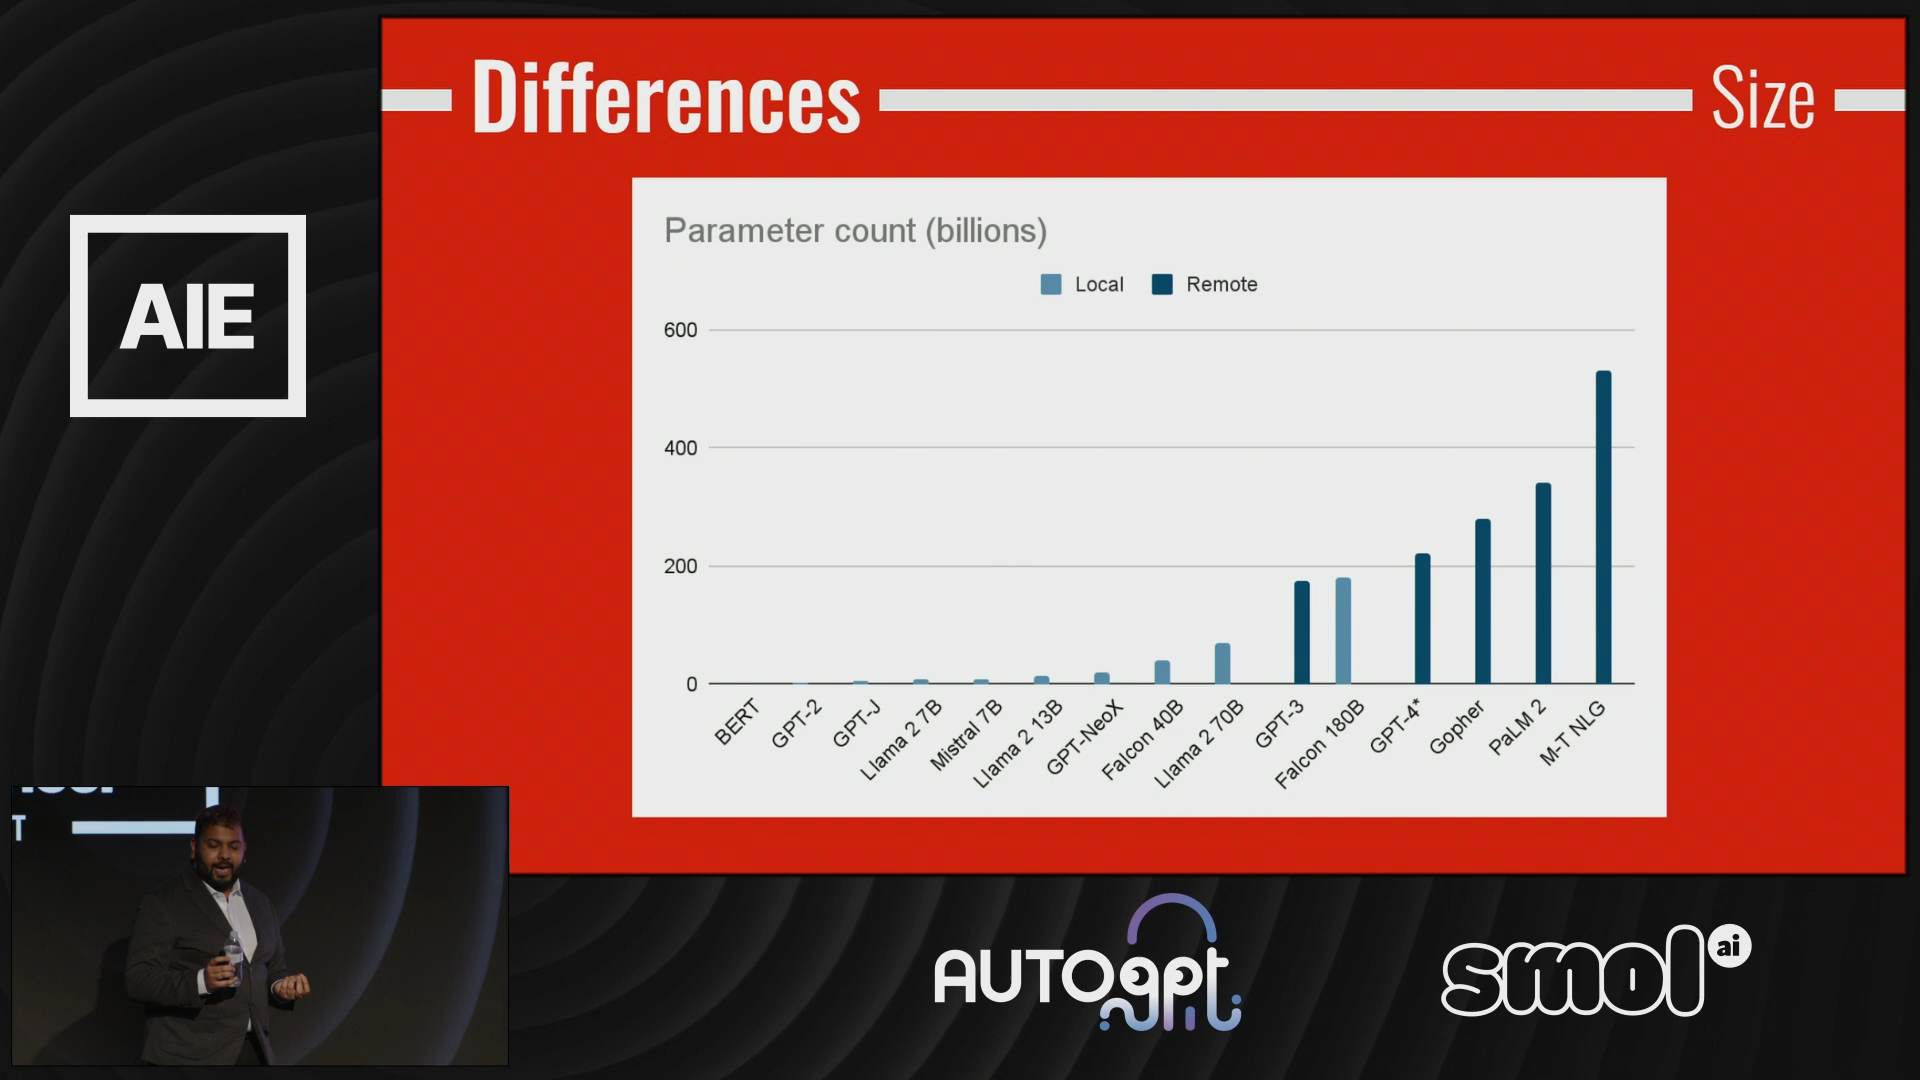 Differences
Size
AIE
Parameter count (billions)
Local
Remote
600
400
200
0
BERT
GPT-2
GPT-J
Llama 2 7B
Mistral 7B
Llama 2 13B
GPT-NeoX
Falcon 40B
Llama 2 70B
GPT-3
Falcon 180B
GPT-4*
Gopher
PaLM 2
M-T NLG
T
AUTOgpt
smol ai